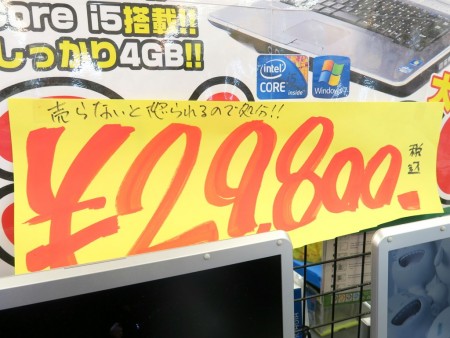 Core i5搭載!!
しっかり4GB!!
intel
CORE
inside
Windows 7
売らないと怒られるので処分!!
¥29,800-
税込